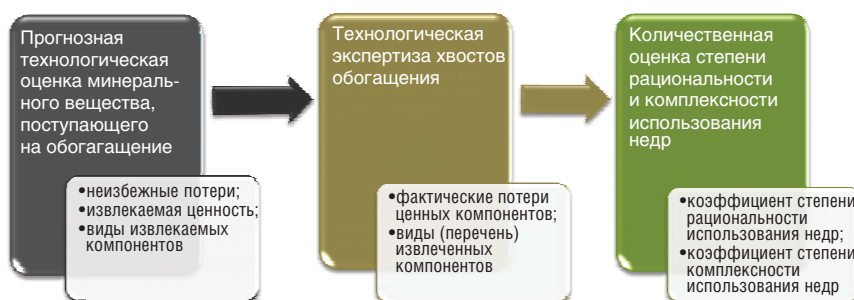 Прогнозная
технологическая
оценка минераль-
ного вещества,
поступающего
на обогагащение
•неизбежные потери;
•извлекаемая ценность;
•виды извлекаемых
компонентов
Технологическая
экспертиза хвостов
обогащения
•фактические потери
ценных компонентов;
•виды (перечень)
извлеченных
компонентов
Количественная
оценка степени
рациональности
и комплексности
использования
недр
•коэффициент степени
рациональности
использования недр;
•коэффициент степени
комплексности
использования недр